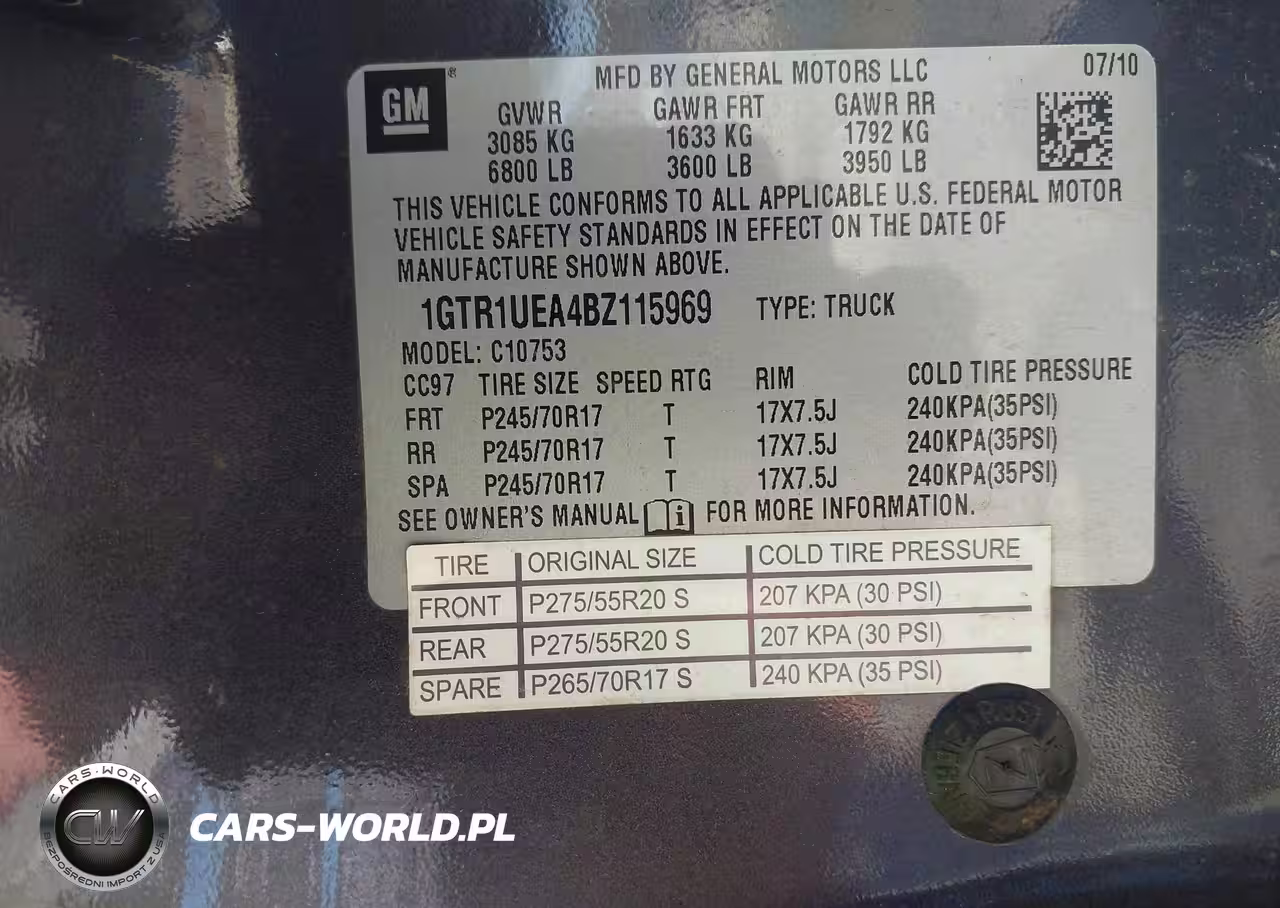 GM ®
MFD BY GENERAL MOTORS LLC 07/10
GVWR GAWR FRT GAWR RR
3085 KG 1633 KG 1792 KG
6800 LB 3600 LB 3950 LB
THIS VEHICLE CONFORMS TO ALL APPLICABLE U.S. FEDERAL MOTOR
VEHICLE SAFETY STANDARDS IN EFFECT ON THE DATE OF
MANUFACTURE SHOWN ABOVE.
1GTR1UEA4BZ115969 TYPE: TRUCK
MODEL: C10753
CC97 TIRE SIZE SPEED RTG RIM COLD TIRE PRESSURE
FRT P245/70R17 T 17X7.5J 240KPA(35PSI)
RR P245/70R17 T 17X7.5J 240KPA(35PSI)
SPA P245/70R17 T 17X7.5J 240KPA(35PSI)
SEE OWNER'S MANUAL i FOR MORE INFORMATION.
TIRE ORIGINAL SIZE COLD TIRE PRESSURE
FRONT P275/55R20 S 207 KPA (30 PSI)
REAR P275/55R20 S 207 KPA (30 PSI)
SPARE P265/70R17 S 240 KPA (35 PSI)
CARS-WORLD
CW
BEZPOŚREDNI IMPORT Z USA
CARS-WORLD.PL